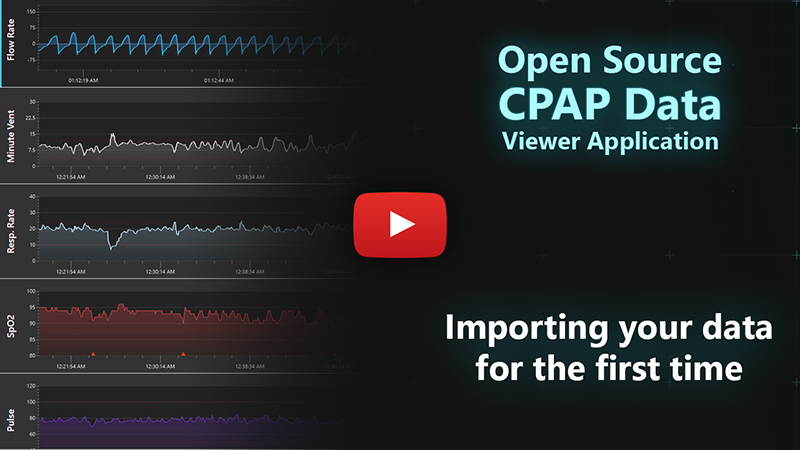 Flow Rate
150
75
0
-75
01:12:19 AM
01:12:44 AM
Minute Vent
30
22.5
15
7.5
0
12:21:54 AM
12:30:14 AM
12:38:54 AM
Resp. Rate
40
30
20
10
0
12:21:54 AM
12:30:14 AM
12:38:34 AM
SpO2
100
95
90
85
80
12:21:54 AM
12:30:14 AM
12:38:34 AM
Pulse
120
100
80
60
40
Open Source
CPAP Data
Viewer Application
Importing your data
for the first time